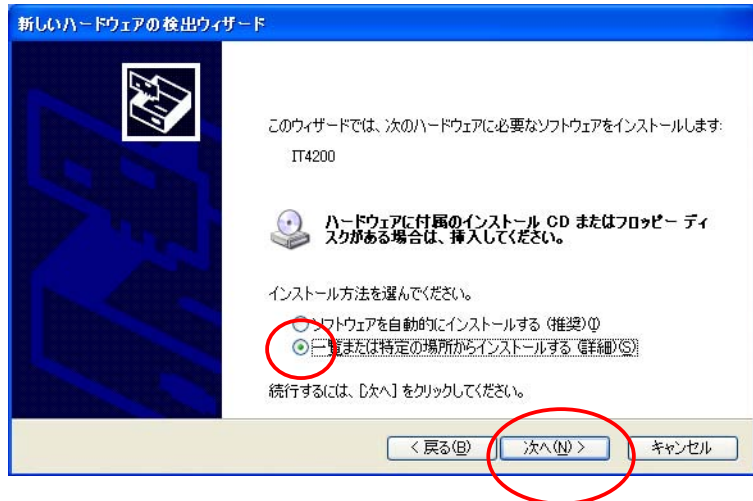 新しいハードウェアの検出ウィザード
このウィザードでは、次のハードウェアに必要なソフトウェアをインストールします:
IT4200
ハードウェアに付属のインストール CD またはフロッピー ディ
スクがある場合は、挿入してください。
インストール方法を選んでください。
ソフトウェアを自動的にインストールする (推奨)(I)
一覧または特定の場所からインストールする (詳細)(S)
続行するには、[次へ] をクリックしてください。
< 戻る(B) 次へ(N) > キャンセル